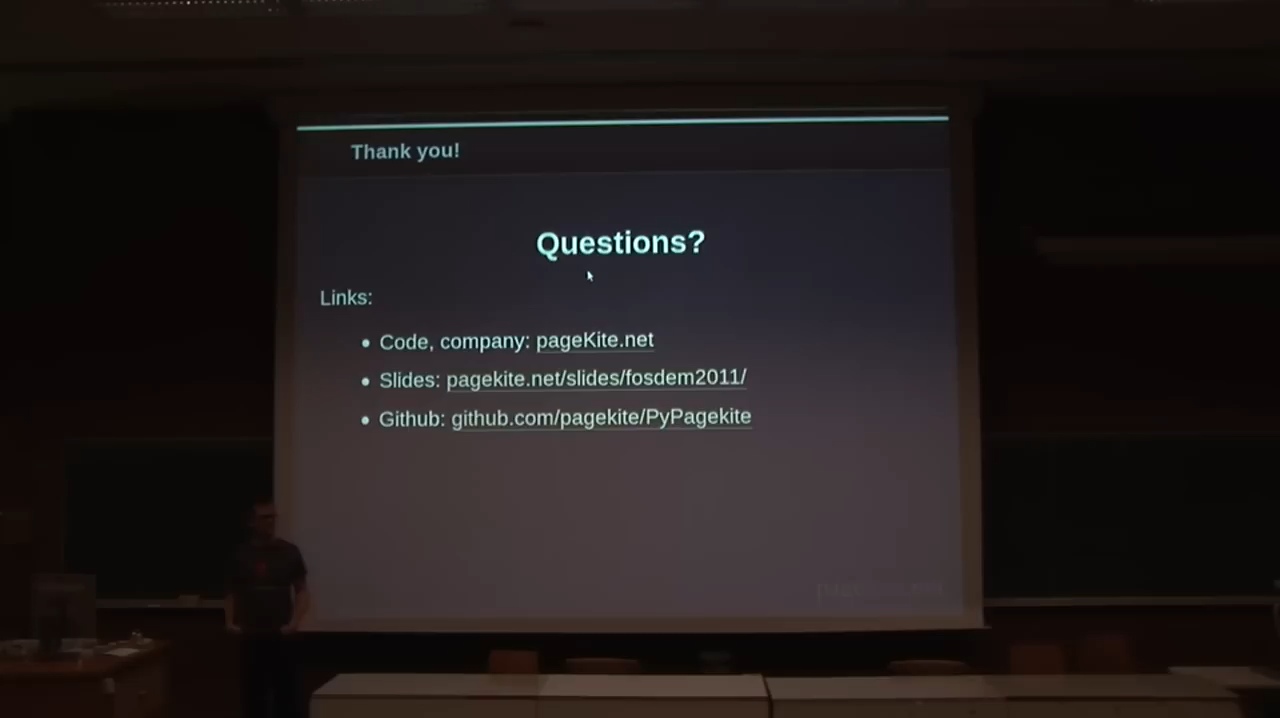 Thank you!
Questions?
Links:
Code, company: pageKite.net
Slides: pagekite.net/slides/fosdem2011/
Github: github.com/pagekite/PyPagekite